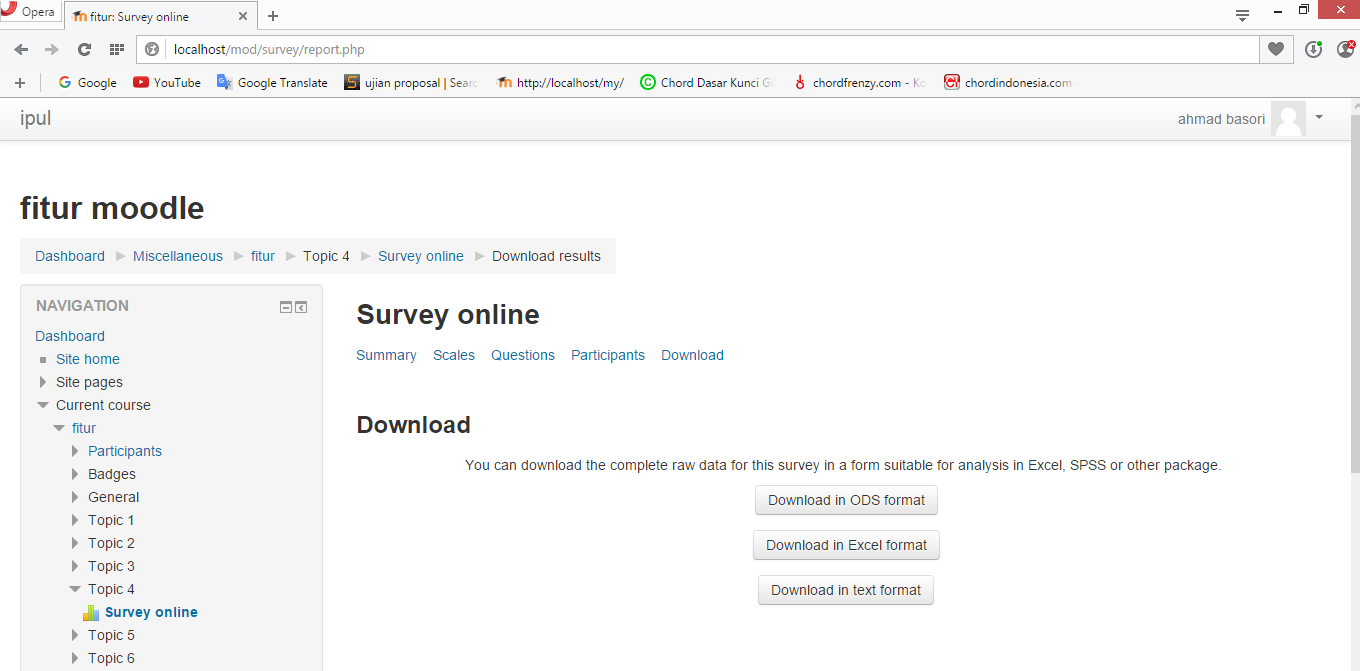 Opera
fitur: Survey online
localhost/mod/survey/report.php
Google YouTube Google Translate ujian proposal | Sear http://localhost/my/ Chord Dasar Kunci G chordfrenzy.com - Ko chordindonesia.com -
ipul
ahmad basori
fitur moodle
Dashboard Miscellaneous fitur Topic 4 Survey online Download results
NAVIGATION
Dashboard
Site home
Site pages
Current course
fitur
Participants
Badges
General
Topic 1
Topic 2
Topic 3
Topic 4
Survey online
Topic 5
Topic 6
Survey online
Summary Scales Questions Participants Download
Download
You can download the complete raw data for this survey in a form suitable for analysis in Excel, SPSS or other package.
Download in ODS format
Download in Excel format
Download in text format